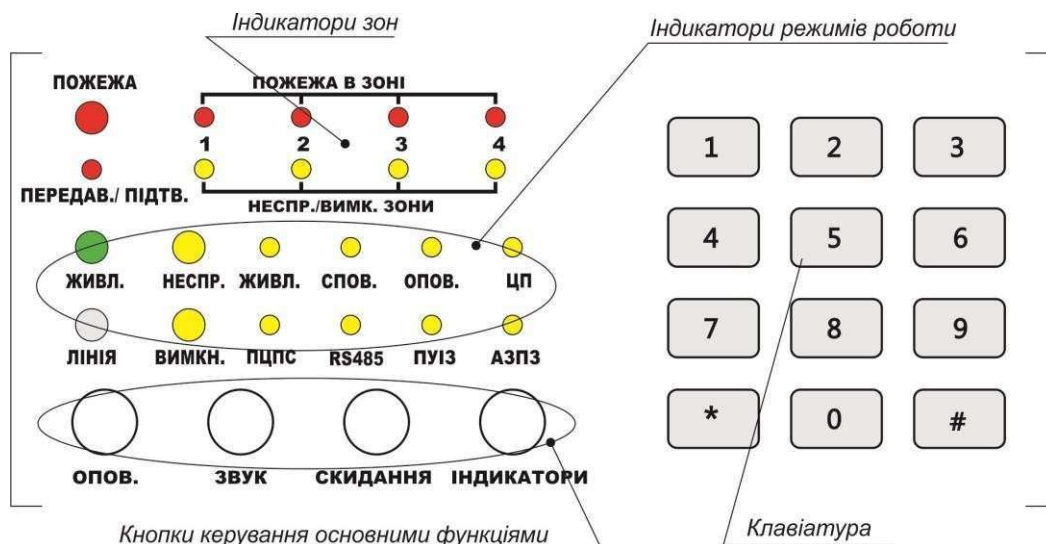 Індикатори зон
Індикатори режимів роботи
ПОЖЕЖА
ПОЖЕЖА В ЗОНІ
1 2 3 4
ПЕРЕДАВ./ ПІДТВ.
НЕСПР./ВИМК. ЗОНИ
ЖИВЛ. НЕСПР. ЖИВЛ. СПОВ. ОПОВ. ЦП
ЛІНІЯ ВИМКН. ПЦПС RS485 ПУІЗ АЗПЗ
ОПОВ. ЗВУК СКИДАННЯ ІНДИКАТОРИ
1 2 3
4 5 6
7 8 9
* 0 #
Кнопки керування основними функціями
Клавіатура